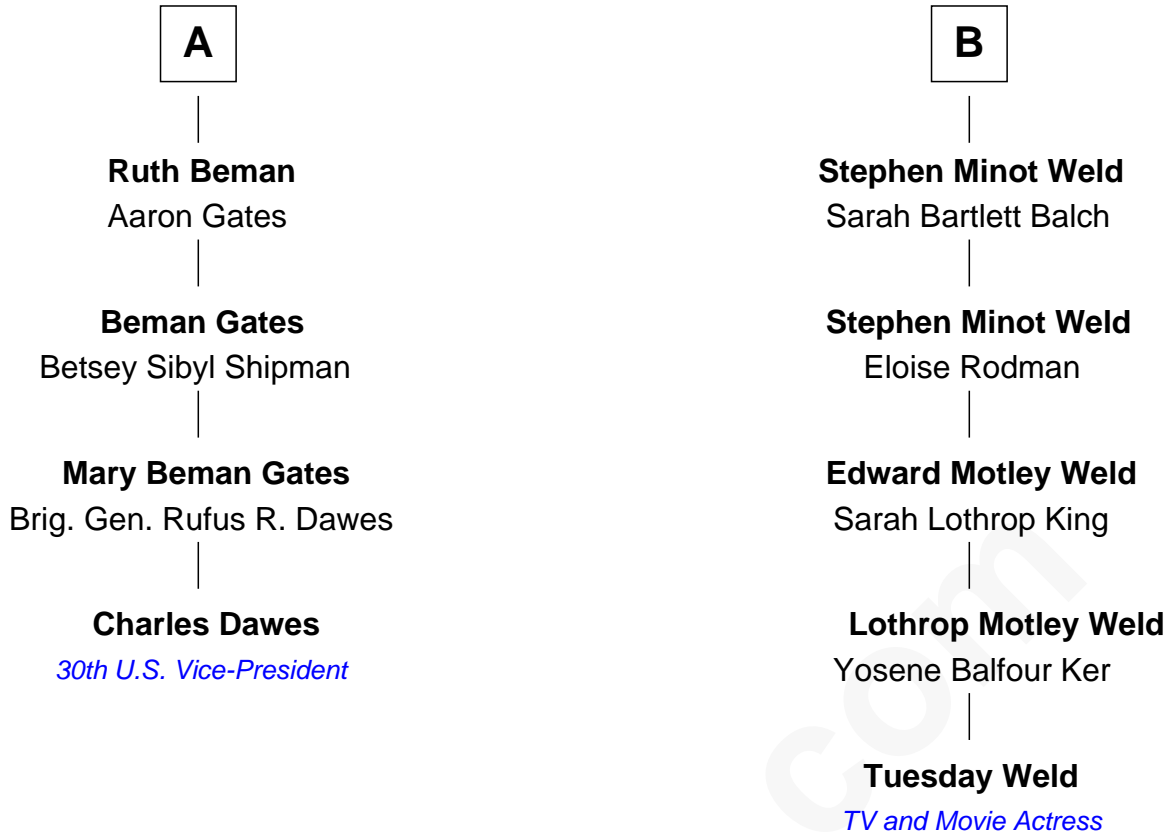 A
Ruth Beman
Aaron Gates
Beman Gates
Betsey Sibyl Shipman
Mary Beman Gates
Brig. Gen. Rufus R. Dawes
Charles Dawes
30th U.S. Vice-President
B
Stephen Minot Weld
Sarah Bartlett Balch
Stephen Minot Weld
Eloise Rodman
Edward Motley Weld
Sarah Lothrop King
Lothrop Motley Weld
Yosene Balfour Ker
Tuesday Weld
TV and Movie Actress
com